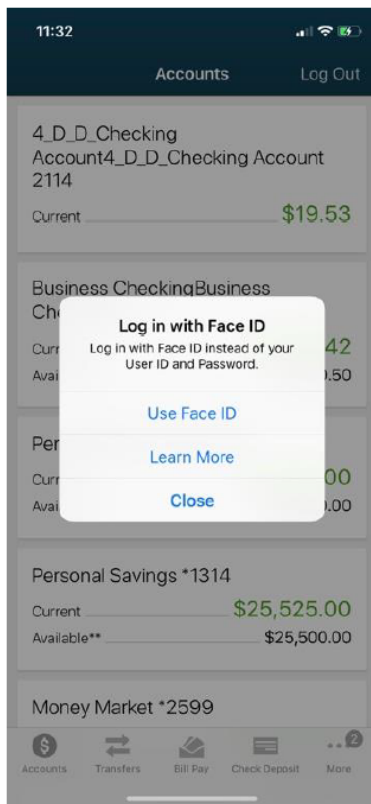 11:32
Accounts Log Out
4_D_D_Checking
Account4_D_D_Checking Account
2114
Current $19.53
Business CheckingBusiness
Log in with Face ID
Log in with Face ID instead of your
User ID and Password.
Use Face ID
Learn More
Close
42
.50
00
.00
Personal Savings *1314
Current $25,525.00
Available** $25,500.00
Money Market *2599
2
Accounts Transfers Bill Pay Check Deposit More